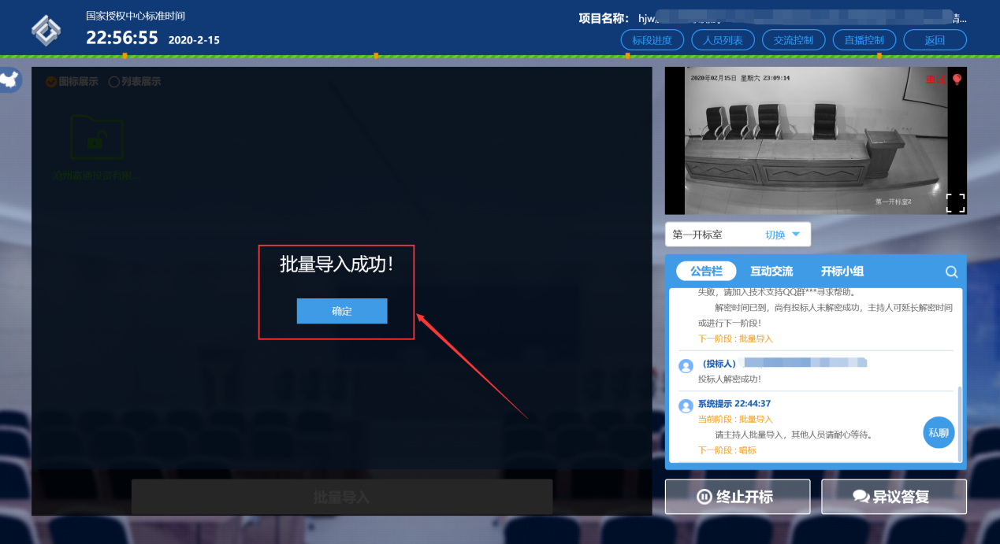 国家授权中心标准时间
22:56:55 2020-2-15
项目名称： hjw
标段进度 人员列表 交流控制 直播控制 返回
图标展示 列表展示
2020年02月15日 星期六 23:09:14
第一开标室2
批量导入成功！
确定
批量导入
第一开标室 切换
公告栏 互动交流 开标小组
失败，请加入技术支持QQ群***寻求帮助。
解密时间已到，尚有投标人未解密成功，主持人可延长解密时间
或进行下一阶段！
下一阶段 : 批量导入
（投标人）
投标人解密成功！
系统提示 22:44:37
当前阶段 : 批量导入
请主持人批量导入，其他人员请耐心等待。
下一阶段 : 唱标
私聊
终止开标 异议答复